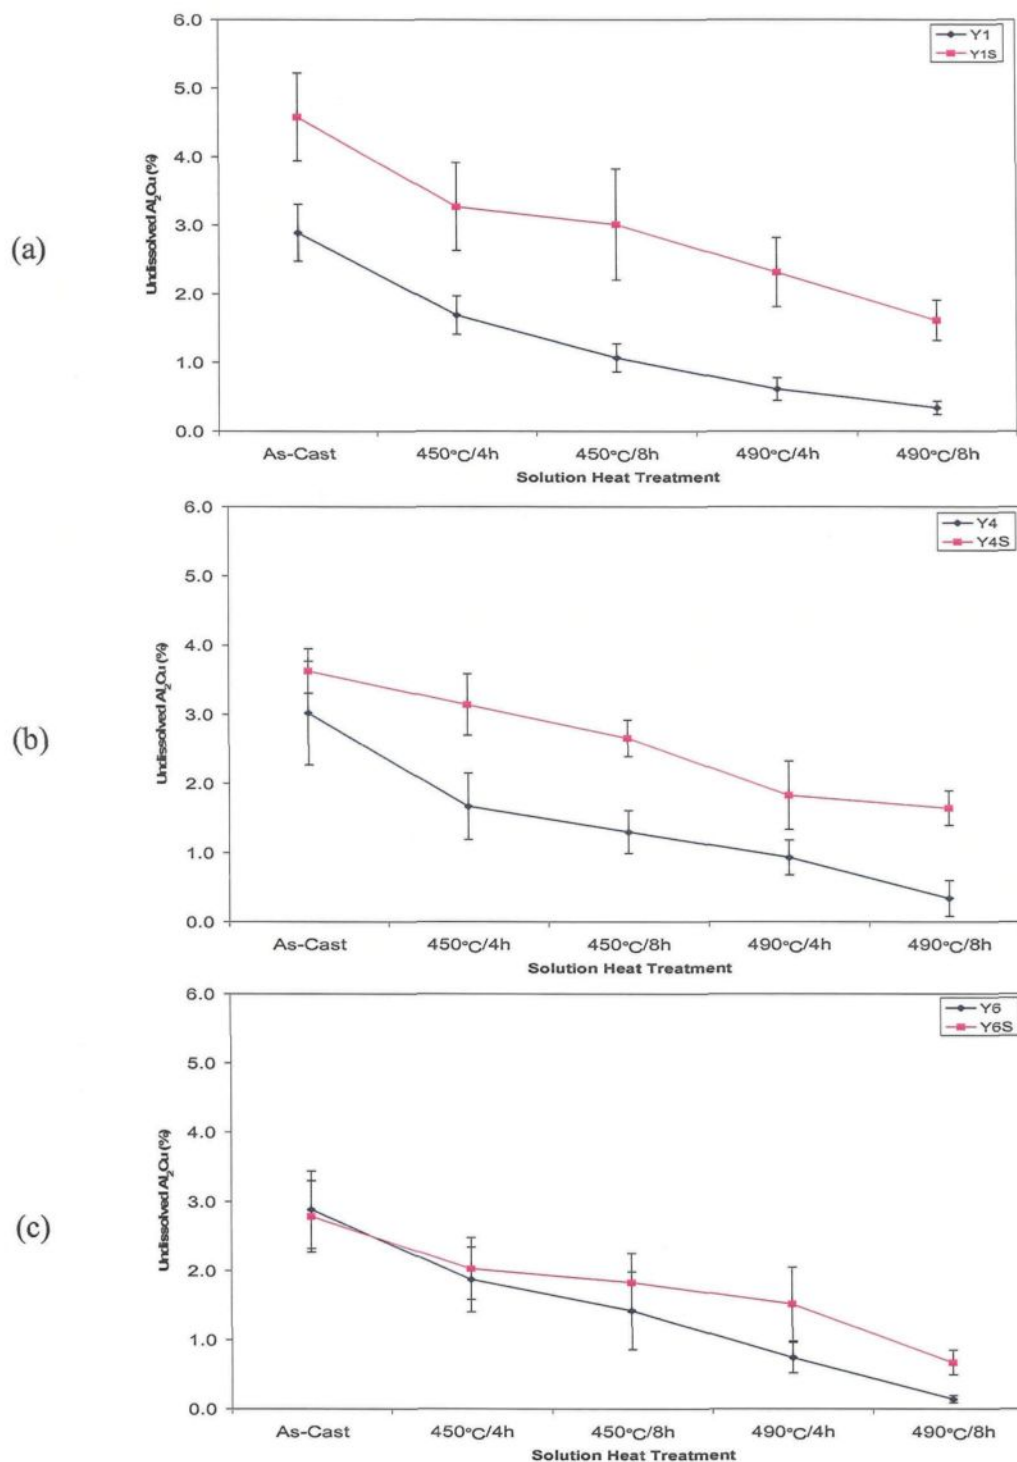 (a)
Undissolved Al₂Cu (%)
6.0
5.0
4.0
3.0
2.0
1.0
0.0
Y1
Y1S
As-Cast 450°C/4h 450°C/8h 490°C/4h 490°C/8h
Solution Heat Treatment
(b)
Undissolved Al₂Cu (%)
6.0
5.0
4.0
3.0
2.0
1.0
0.0
Y4
Y4S
As-Cast 450°C/4h 450°C/8h 490°C/4h 490°C/8h
Solution Heat Treatment
(c)
Undissolved Al₂Cu (%)
6.0
5.0
4.0
3.0
2.0
1.0
0.0
Y6
Y6S
As-Cast 450°C/4h 450°C/8h 490°C/4h 490°C/8h
Solution Heat Treatment